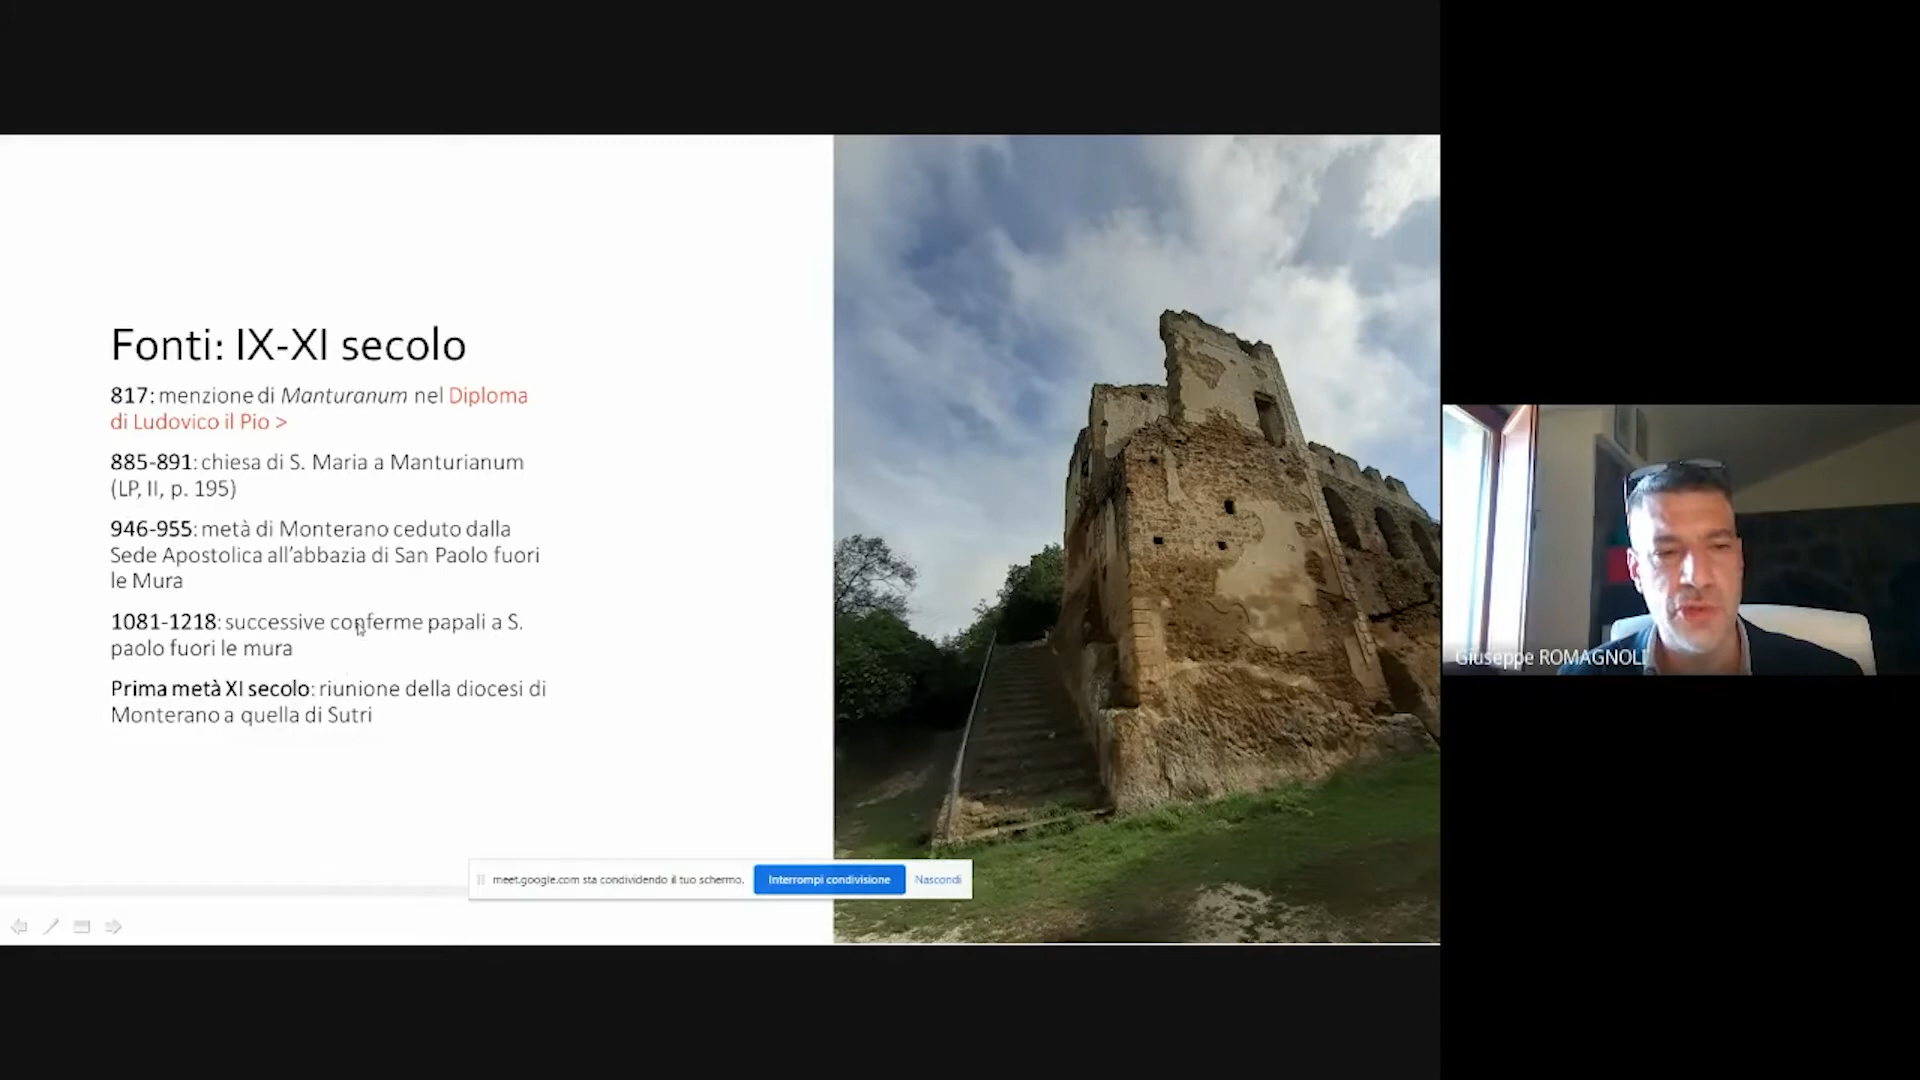 Fonti: IX-XI secolo
817: menzione di Manturanum nel Diploma
di Ludovico il Pio >
885-891: chiesa di S. Maria a Manturianum
(LP, II, p. 195)
946-955: metà di Monterano ceduto dalla
Sede Apostolica all'abbazia di San Paolo fuori
le Mura
1081-1218: successive conferme papali a S.
paolo fuori le mura
Prima metà XI secolo: riunione della diocesi di
Monterano a quella di Sutri
meet.google.com sta condividendo il tuo schermo.
Interrompi condivisione
Nascondi
Giuseppe ROMAGNOLI